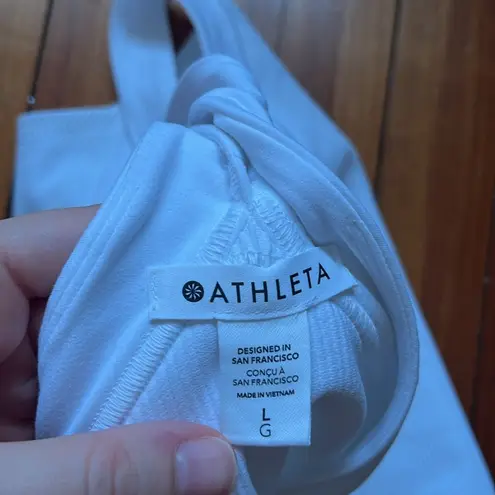 ATHLETA
DESIGNED IN
SAN FRANCISCO
CONÇU À
SAN FRANCISCO
MADE IN VIETNAM
L
G